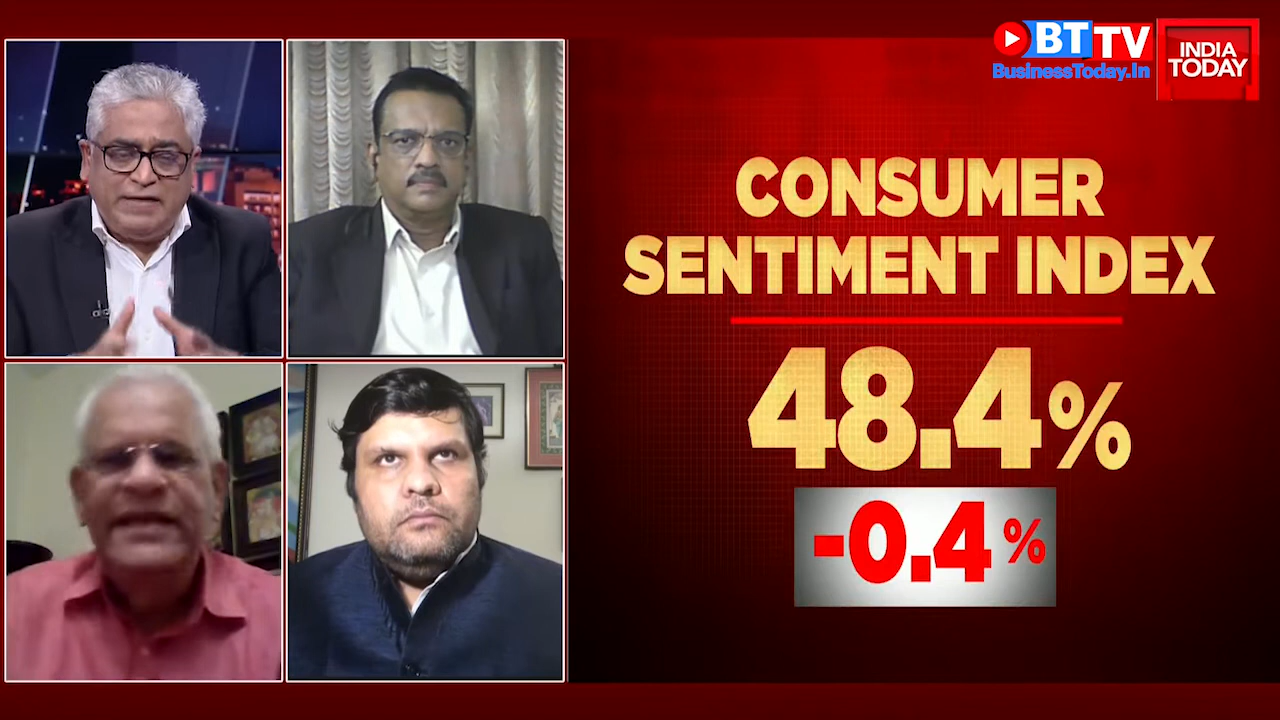 BTTV
BusinessToday.In
INDIA
TODAY
CONSUMER
SENTIMENT INDEX
48.4%
-0.4%